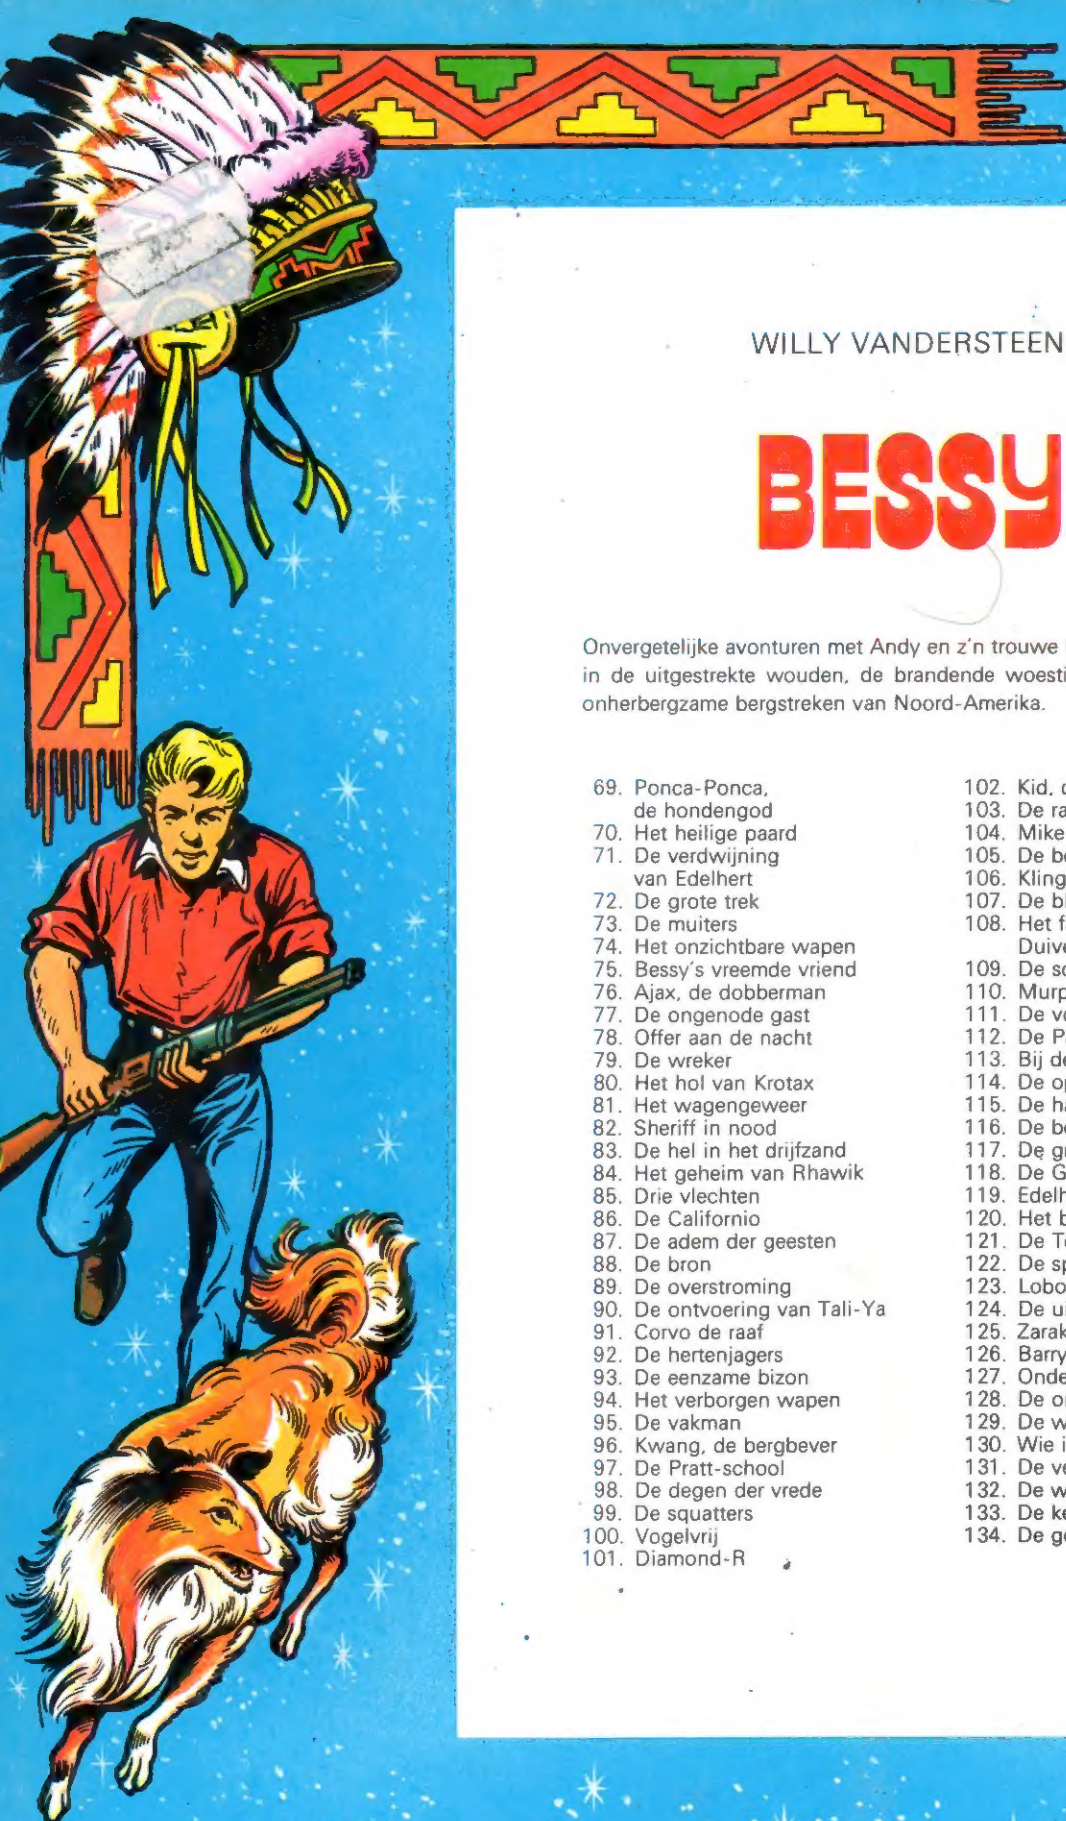 WILLY VANDERSTEEN
BESSY
Onvergetelijke avonturen met Andy en z'n trouwe
in de uitgestrekte wouden, de brandende
onherbergzame bergstreken van Noord-Amerika.
69. Ponca-Ponca,
de hondengod
70. Het heilige paard
71. De verdwijning
van Edelhert
72. De grote trek
73. De muiters
74. Het onzichtbare wapen
75. Bessy's vreemde vriend
76. Ajax, de dobberman
77. De ongenode gast
78. Offer aan de nacht
79. De wreker
80. Het hol van Krotax
81. Het wagengeweer
82. Sheriff in nood
83. De hel in het drijfzand
84. Het geheim van Rhawik
85. Drie vlechten
86. De Californio
87. De adem der geesten
88. De bron
89. De overstroming
90. De ontvoering van Tali-Ya
91. Corvo de raaf
92. De hertenjagers
93. De eenzame bizon
94. Het verborgen wapen
95. De vakman
96. Kwang, de bergbever
97. De Pratt-school
98. De degen der vrede
99. De squatters
100. Vogelvrij
101. Diamond-R
102. Kid,
103. De
104. Mike
105. De
106.
107. De
108. Het
109. De
110.
111. De
112. De
113. Bij
114. De
115. De
116. De
117. De
118. De
119.
120. Het
121. De
122. De
123. Lobo
124. De
125.
126. Barry
127.
128. De
129. De
130. Wie
131. De
132. De
133. De
134. De